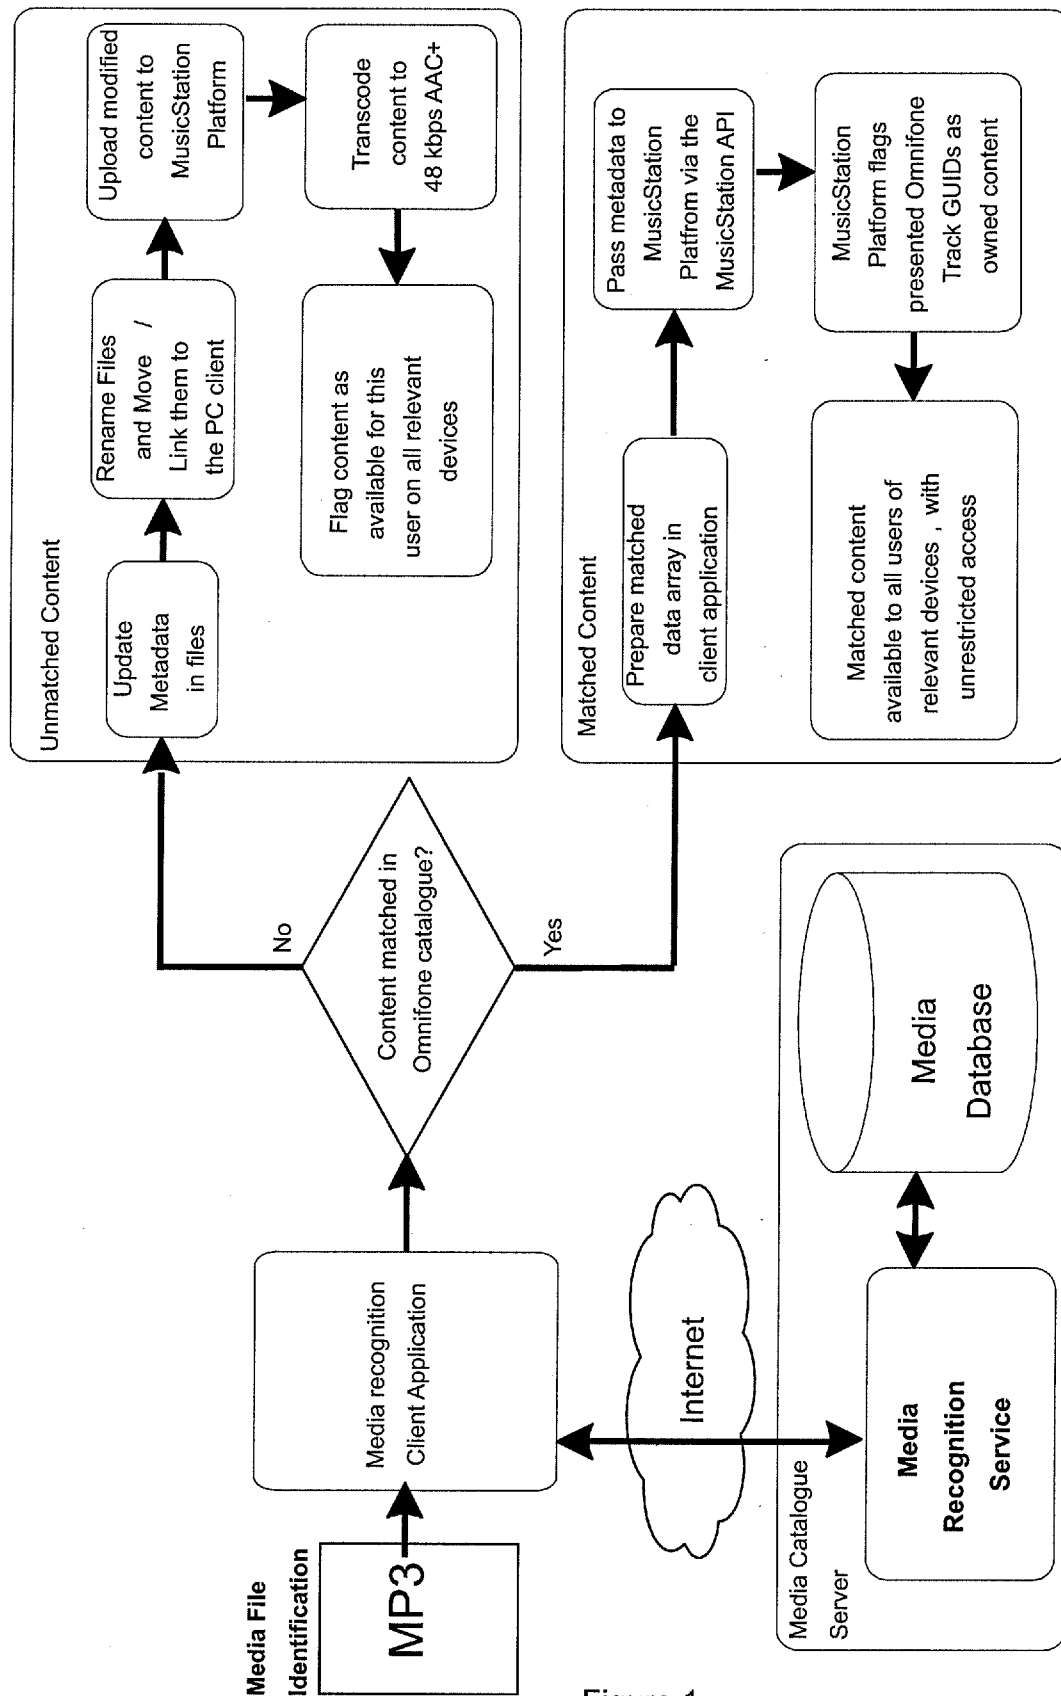 Media File
Identification
MP3
Media recognition
Client Application
Internet
Media Catalogue
Server
Media
Recognition
Service
Media
Database
Content matched in
Omnifone catalogue?
No
Yes
Unmatched Content
Update
Metadata
in files
Rename Files
and Move /
Link them to
the PC client
Upload modified
content to
MusicStation
Platform
Transcode
content to
48 kbps AAC+
Flag content as
available for this
user on all relevant
devices
Matched Content
Prepare matched
data array in
client application
Pass metadata to
MusicStation
Platfrom via the
MusicStation API
MusicStation
Platform flags
presented Omnifone
Track GUIDs as
owned content
Matched content
available to all users of
relevant devices , with
unrestricted access